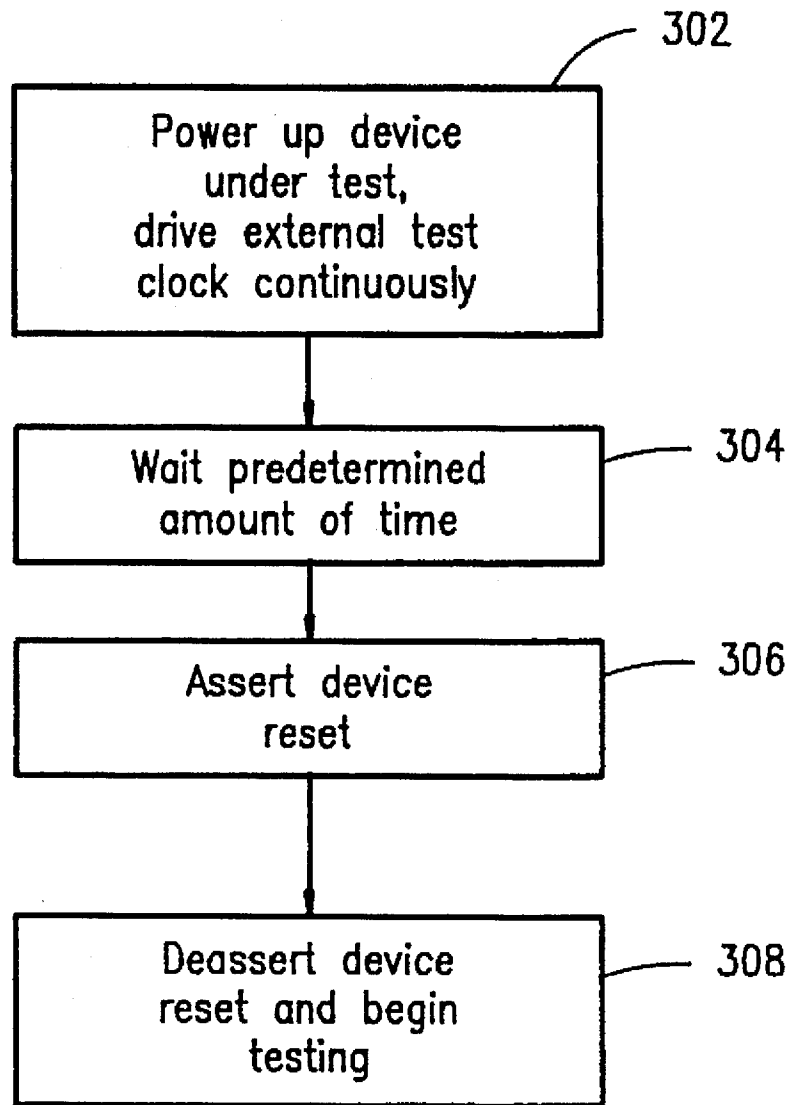 302
Power up device
under test,
drive external test
clock continuously
304
Wait predetermined
amount of time
306
Assert device
reset
308
Deassert device
reset and begin
testing